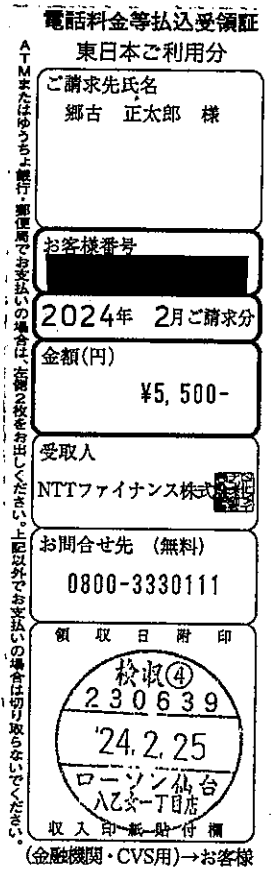 電話料金等払込受領証
東日本ご利用分
ご請求先氏名
郷古 正太郎 様
お客様番号
2024年 2月ご請求分
金額(円)
¥5,500-
受取人
NTTファイナンス株式
お問合せ先 (無料)
0800-3330111
領収日附印
検収④
230639
'24.2.25
ローソン仙台
八乙女一丁目店
収入印紙貼付欄
(金融機関・CVS用)→お客様
ATMまたはゆうちょ銀行・郵便局でお支払いの場合は、左側2枚をお出しください。上記以外でお支払いの場合は切り取らないでください。